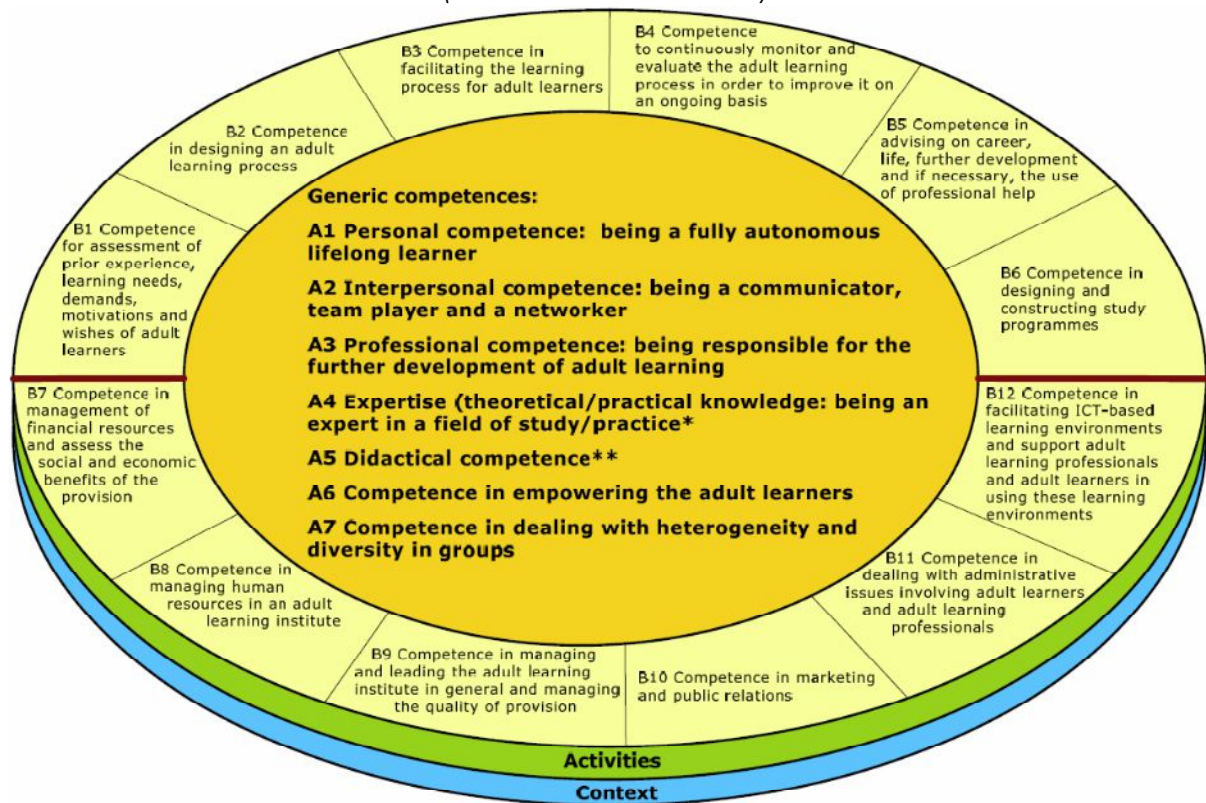 B3 Competence in
facilitating the learning
process for adult learners
B4 Competence
to continuously monitor and
evaluate the adult learning
process in order to improve it on
an ongoing basis
B2 Competence
in designing an adult
learning process
B5 Competence in
advising on career,
life, further development
and if necessary, the use
of professional help
B1 Competence
for assessment of
prior experience,
learning needs,
demands,
motivations and
wishes of adult
learners
B6 Competence in
designing and
constructing study
programmes
Generic competences:
A1 Personal competence: being a fully autonomous
lifelong learner
A2 Interpersonal competence: being a communicator,
team player and a networker
A3 Professional competence: being responsible for the
further development of adult learning
A4 Expertise (theoretical/practical knowledge: being an
expert in a field of study/practice*
A5 Didactical competence**
A6 Competence in empowering the adult learners
A7 Competence in dealing with heterogeneity and
diversity in groups
B7 Competence in
management of
financial resources
and assess the
social and economic
benefits of the
provision
B12 Competence in
facilitating ICT-based
learning environments
and support adult
learning professionals
and adult learners in
using these learning
environments
B8 Competence in
managing human
resources in an adult
learning institute
B11 Competence in
dealing with administrative
issues involving adult learners
and adult learning
professionals
B9 Competence in managing
and leading the adult learning
institute in general and managing
the quality of provision
B10 Competence in marketing
and public relations
Activities
Context